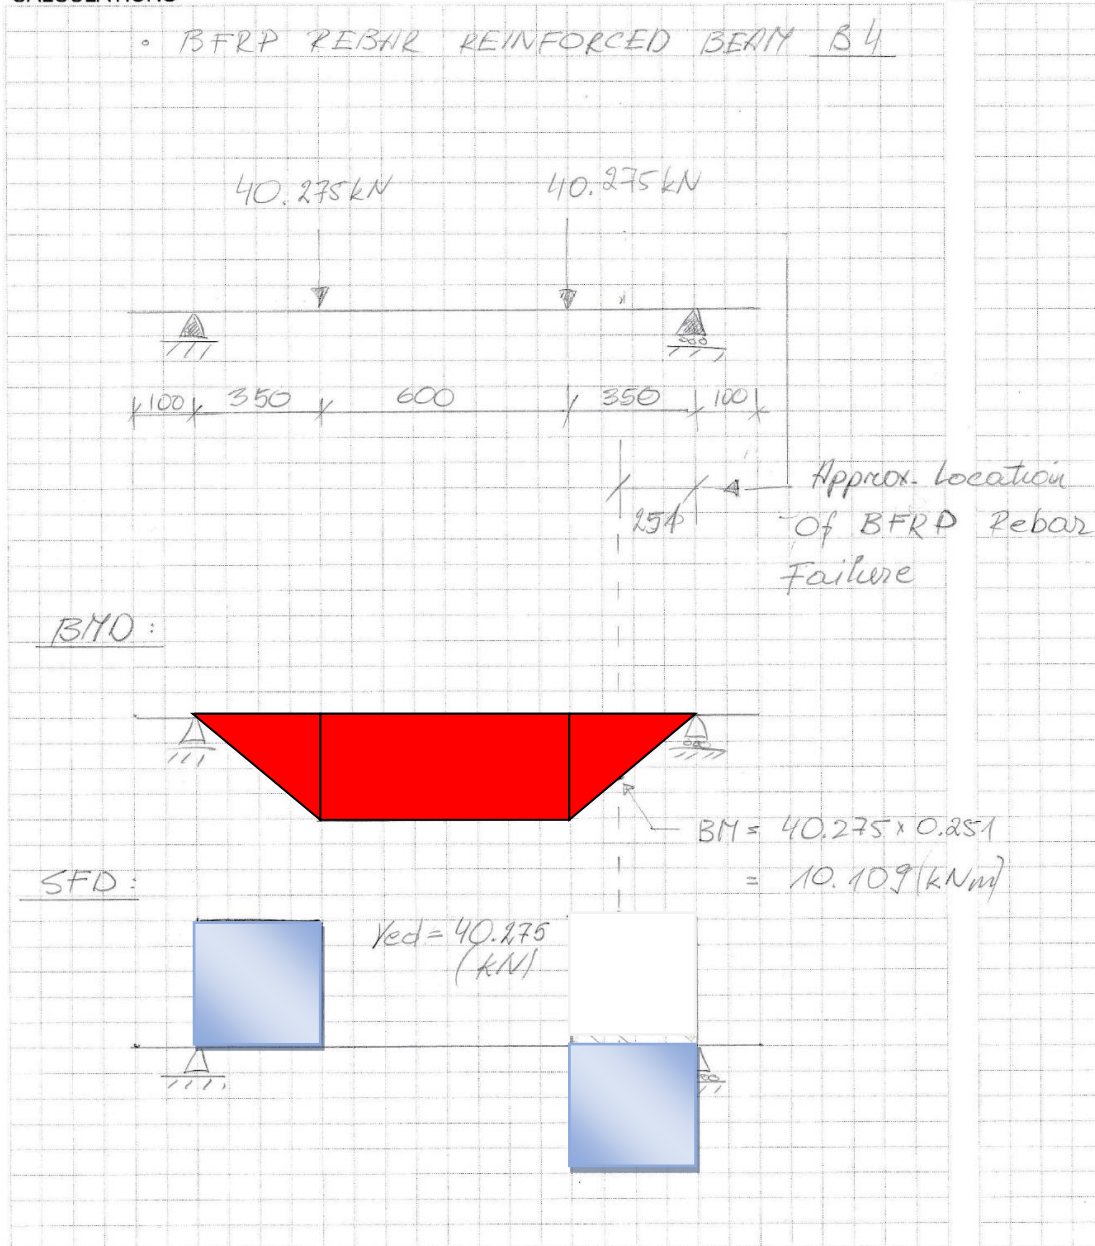 • BFRP REBAR REINFORCED BEAM B4
40.275kN 40.275kN
100 350 600 350 100
251
Approx. Location
Of BFRP Rebar
Failure
BMD :
BM = 40.275 x 0.251
= 10.109 (kNm)
SFD :
Ved = 40.275
(kN)